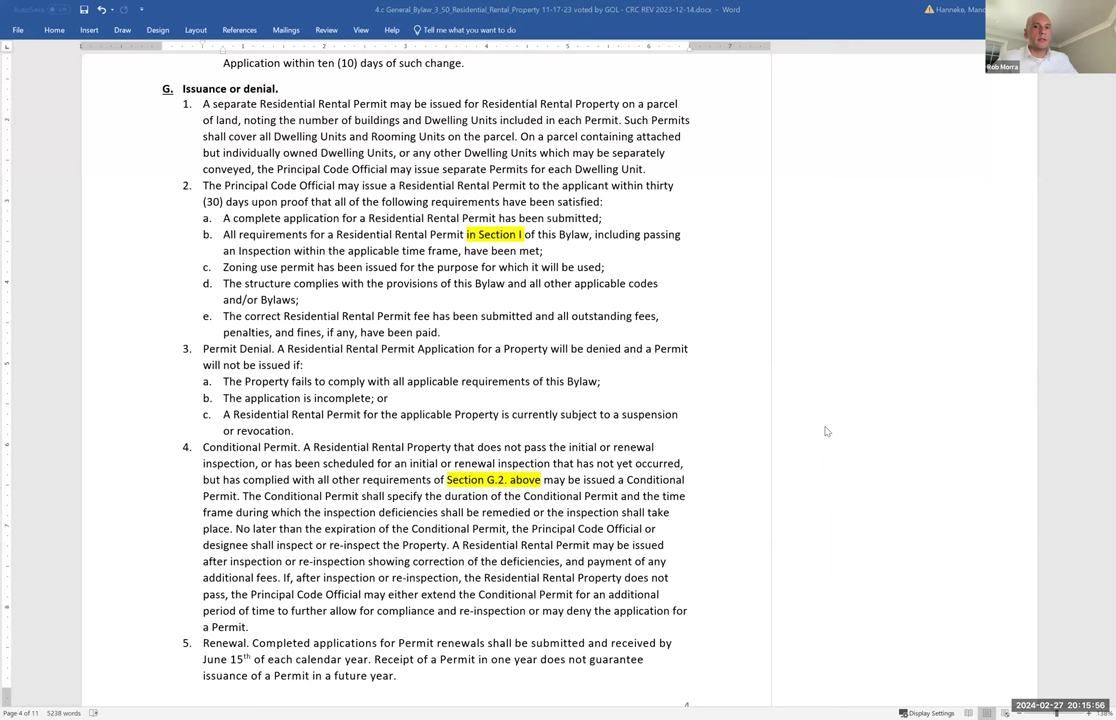 AutoSave
4.c General_Bylaw_3_50_Residential_Rental_Property 11-17-23 voted by GOL - CRC REV 2023-12-14.docx - Word
Hanneke,
File Home Insert Draw Design Layout References Mailings Review View Help Tell me what you want to do
Rob Morra
Application within ten (10) days of such change.
G. Issuance or denial.
1. A separate Residential Rental Permit may be issued for Residential Rental Property on a parcel
of land, noting the number of buildings and Dwelling Units included in each Permit. Such Permits
shall cover all Dwelling Units and Rooming Units on the parcel. On a parcel containing attached
but individually owned Dwelling Units, or any other Dwelling Units which may be separately
conveyed, the Principal Code Official may issue separate Permits for each Dwelling Unit.
2. The Principal Code Official may issue a Residential Rental Permit to the applicant within thirty
(30) days upon proof that all of the following requirements have been satisfied:
a. A complete application for a Residential Rental Permit has been submitted;
b. All requirements for a Residential Rental Permit in Section I of this Bylaw, including passing
an Inspection within the applicable time frame, have been met;
c. Zoning use permit has been issued for the purpose for which it will be used;
d. The structure complies with the provisions of this Bylaw and all other applicable codes
and/or Bylaws;
e. The correct Residential Rental Permit fee has been submitted and all outstanding fees,
penalties, and fines, if any, have been paid.
3. Permit Denial. A Residential Rental Permit Application for a Property will be denied and a Permit
will not be issued if:
a. The Property fails to comply with all applicable requirements of this Bylaw;
b. The application is incomplete; or
c. A Residential Rental Permit for the applicable Property is currently subject to a suspension
or revocation.
4. Conditional Permit. A Residential Rental Property that does not pass the initial or renewal
inspection, or has been scheduled for an initial or renewal inspection that has not yet occurred,
but has complied with all other requirements of Section G.2. above may be issued a Conditional
Permit. The Conditional Permit shall specify the duration of the Conditional Permit and the time
frame during which the inspection deficiencies shall be remedied or the inspection shall take
place. No later than the expiration of the Conditional Permit, the Principal Code Official or
designee shall inspect or re-inspect the Property. A Residential Rental Permit may be issued
after inspection or re-inspection showing correction of the deficiencies, and payment of any
additional fees. If, after inspection or re-inspection, the Residential Rental Property does not
pass, the Principal Code Official may either extend the Conditional Permit for an additional
period of time to further allow for compliance and re-inspection or may deny the application for
a Permit.
5. Renewal. Completed applications for Permit renewals shall be submitted and received by
June 15th of each calendar year. Receipt of a Permit in one year does not guarantee
issuance of a Permit in a future year.
4
Page 4 of 11 5238 words
Display Settings
2024-02-27 20:15:56